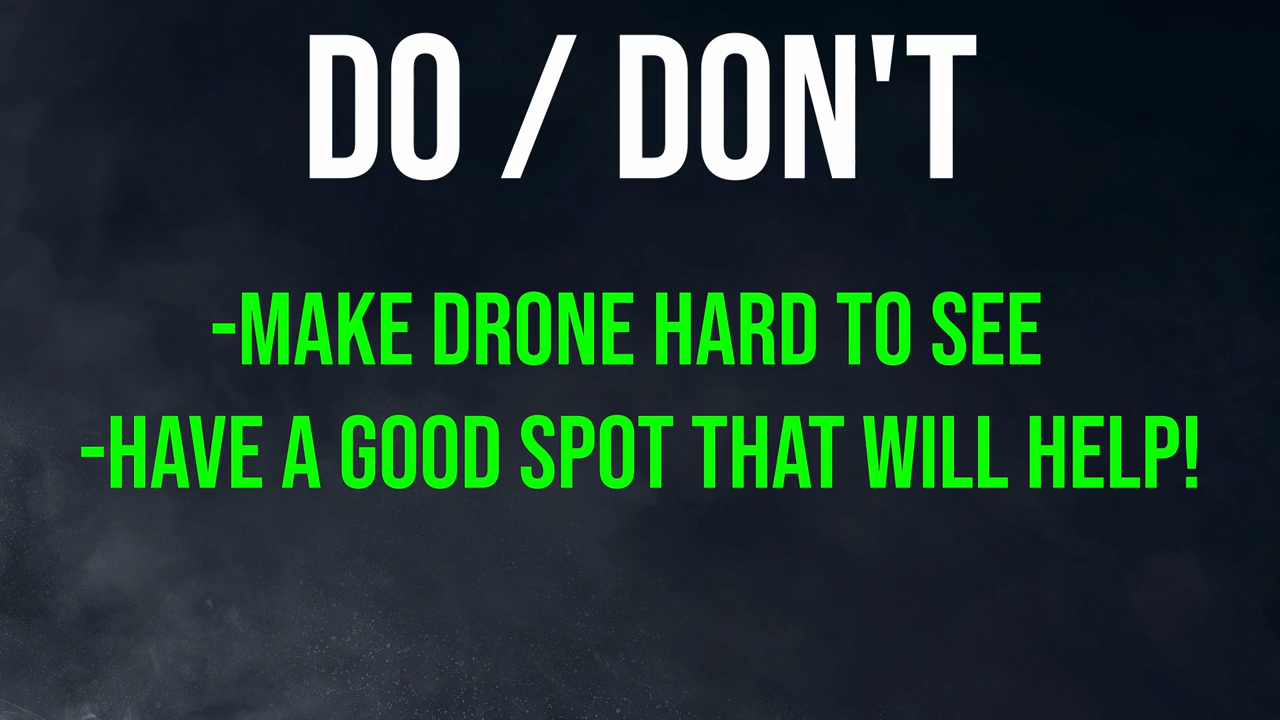 DO / DON'T
-MAKE DRONE HARD TO SEE
-HAVE A GOOD SPOT THAT WILL HELP!